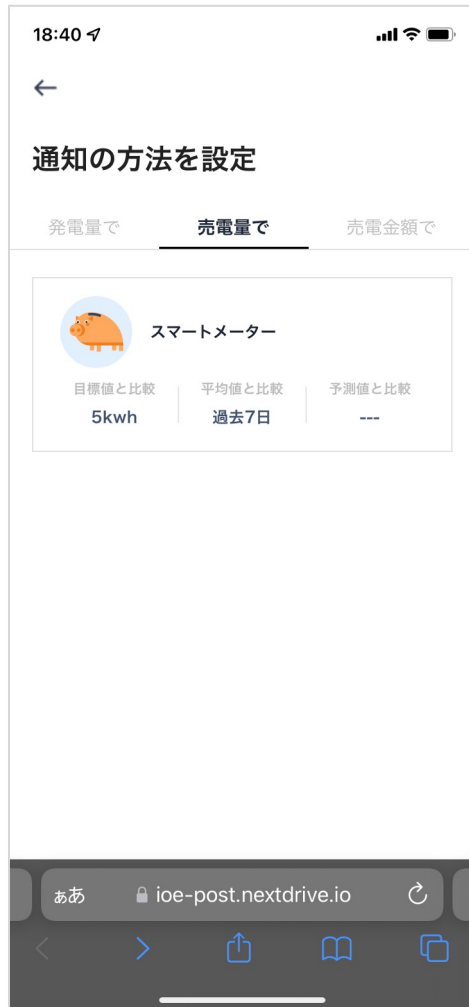 18:40
通知の方法を設定
発電量で 売電量で 売電金額で
スマートメーター
目標値と比較 平均値と比較 予測値と比較
5kwh 過去7日 ---
ぁあ ioe-post.nextdrive.io